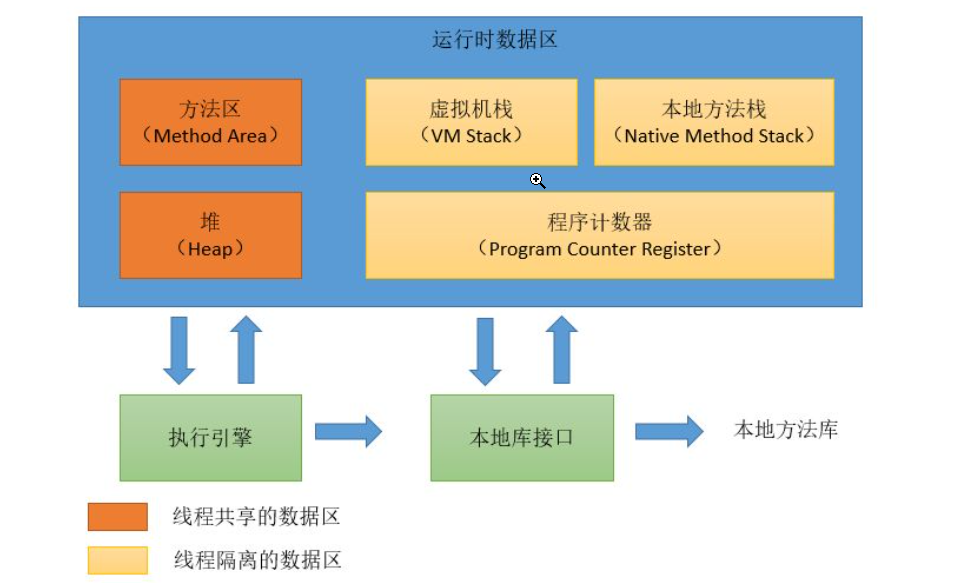 运行时数据区
方法区
（Method Area）
虚拟机栈
（VM Stack）
本地方法栈
（Native Method Stack）
堆
（Heap）
程序计数器
（Program Counter Register）
执行引擎
本地库接口
本地方法库
线程共享的数据区
线程隔离的数据区